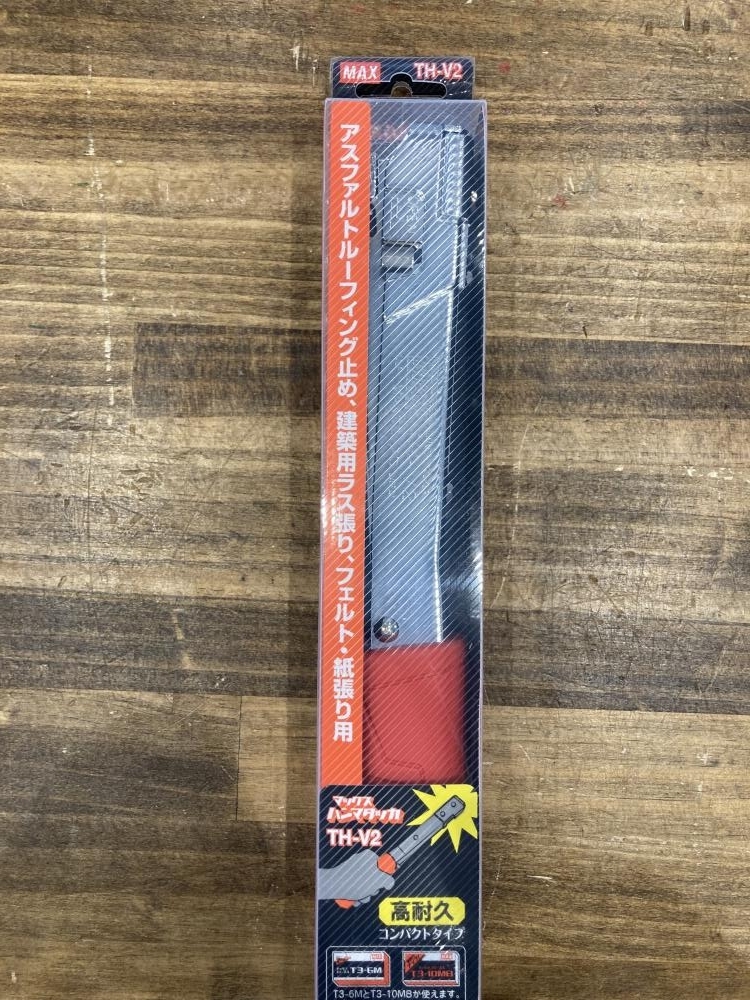 MAX TH-V2
アスファルトルーフィング止め、建築用ラス張り、フェルト・紙張り用
マックス
ハンマタッカ
TH-V2
高耐久
コンパクトタイプ
T3-6M T3-10MB
T3-6MとT3-10MBが使えます。